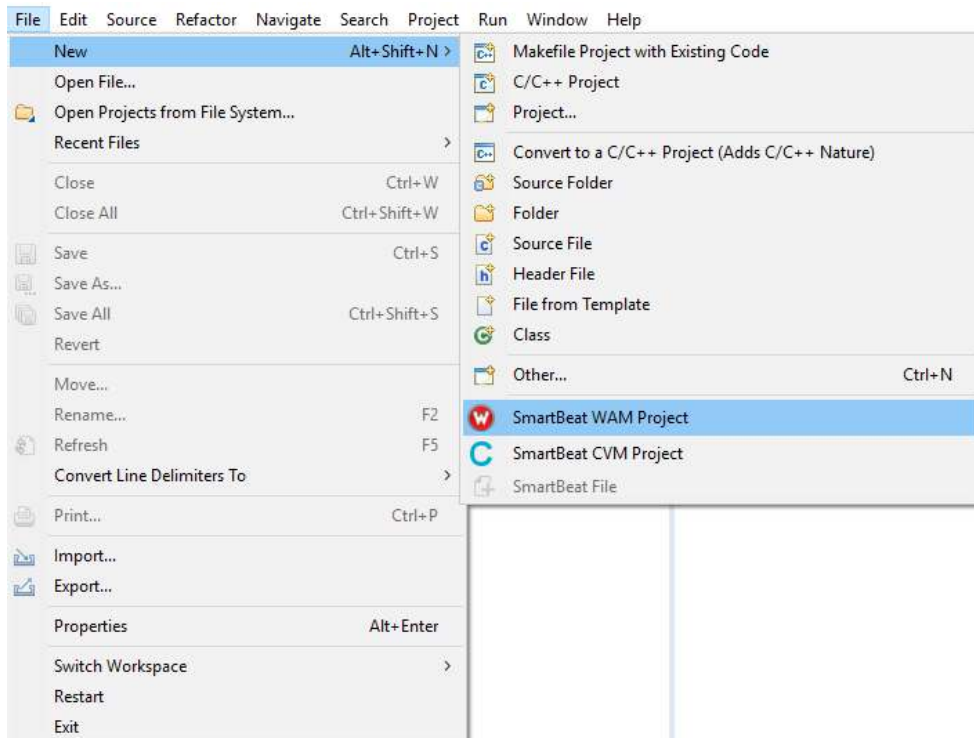 File Edit Source Refactor Navigate Search Project Run Window Help
New Alt+Shift+N >
Open File...
Open Projects from File System...
Recent Files >
Close Ctrl+W
Close All Ctrl+Shift+W
Save Ctrl+S
Save As...
Save All Ctrl+Shift+S
Revert
Move...
Rename... F2
Refresh F5
Convert Line Delimiters To >
Print... Ctrl+P
Import...
Export...
Properties Alt+Enter
Switch Workspace >
Restart
Exit
C++ Makefile Project with Existing Code
C C/C++ Project
Project...
C++ Convert to a C/C++ Project (Adds C/C++ Nature)
Source Folder
Folder
c Source File
h Header File
File from Template
C Class
Other... Ctrl+N
W SmartBeat WAM Project
C SmartBeat CVM Project
SmartBeat File